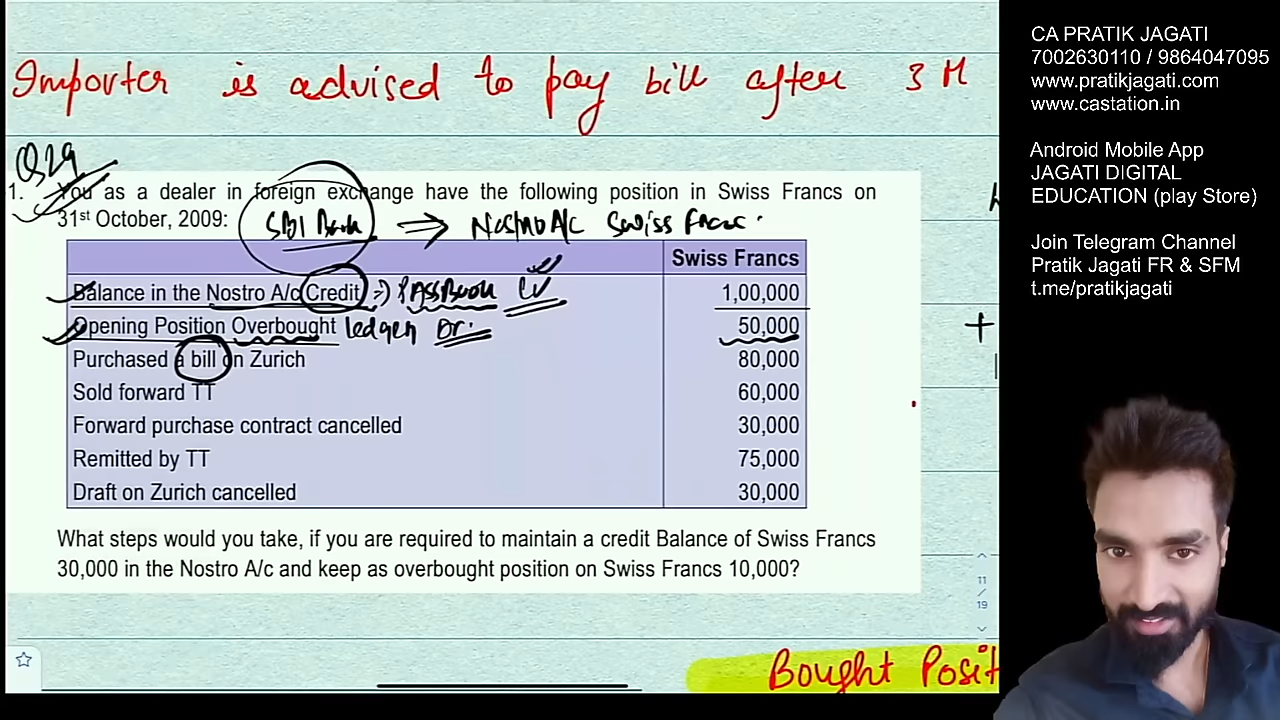 Importer is advised to pay bill after 3 M
Q29
1. You as a dealer in foreign exchange have the following position in Swiss Francs on
31st October, 2009:
SBI Bank ⇒ Nostro A/c Swiss Franc.
Swiss Francs
Balance in the Nostro A/c Credit ⇒ PassBook Cr 1,00,000
Opening Position Overbought ledger Dr. 50,000
Purchased a bill on Zurich 80,000
Sold forward TT 60,000
Forward purchase contract cancelled 30,000
Remitted by TT 75,000
Draft on Zurich cancelled 30,000
What steps would you take, if you are required to maintain a credit Balance of Swiss Francs
30,000 in the Nostro A/c and keep as overbought position on Swiss Francs 10,000?
+
11
/
19
Bought Posit
CA PRATIK JAGATI
7002630110 / 9864047095
www.pratikjagati.com
www.castation.in
Android Mobile App
JAGATI DIGITAL
EDUCATION (play Store)
Join Telegram Channel
Pratik Jagati FR & SFM
t.me/pratikjagati